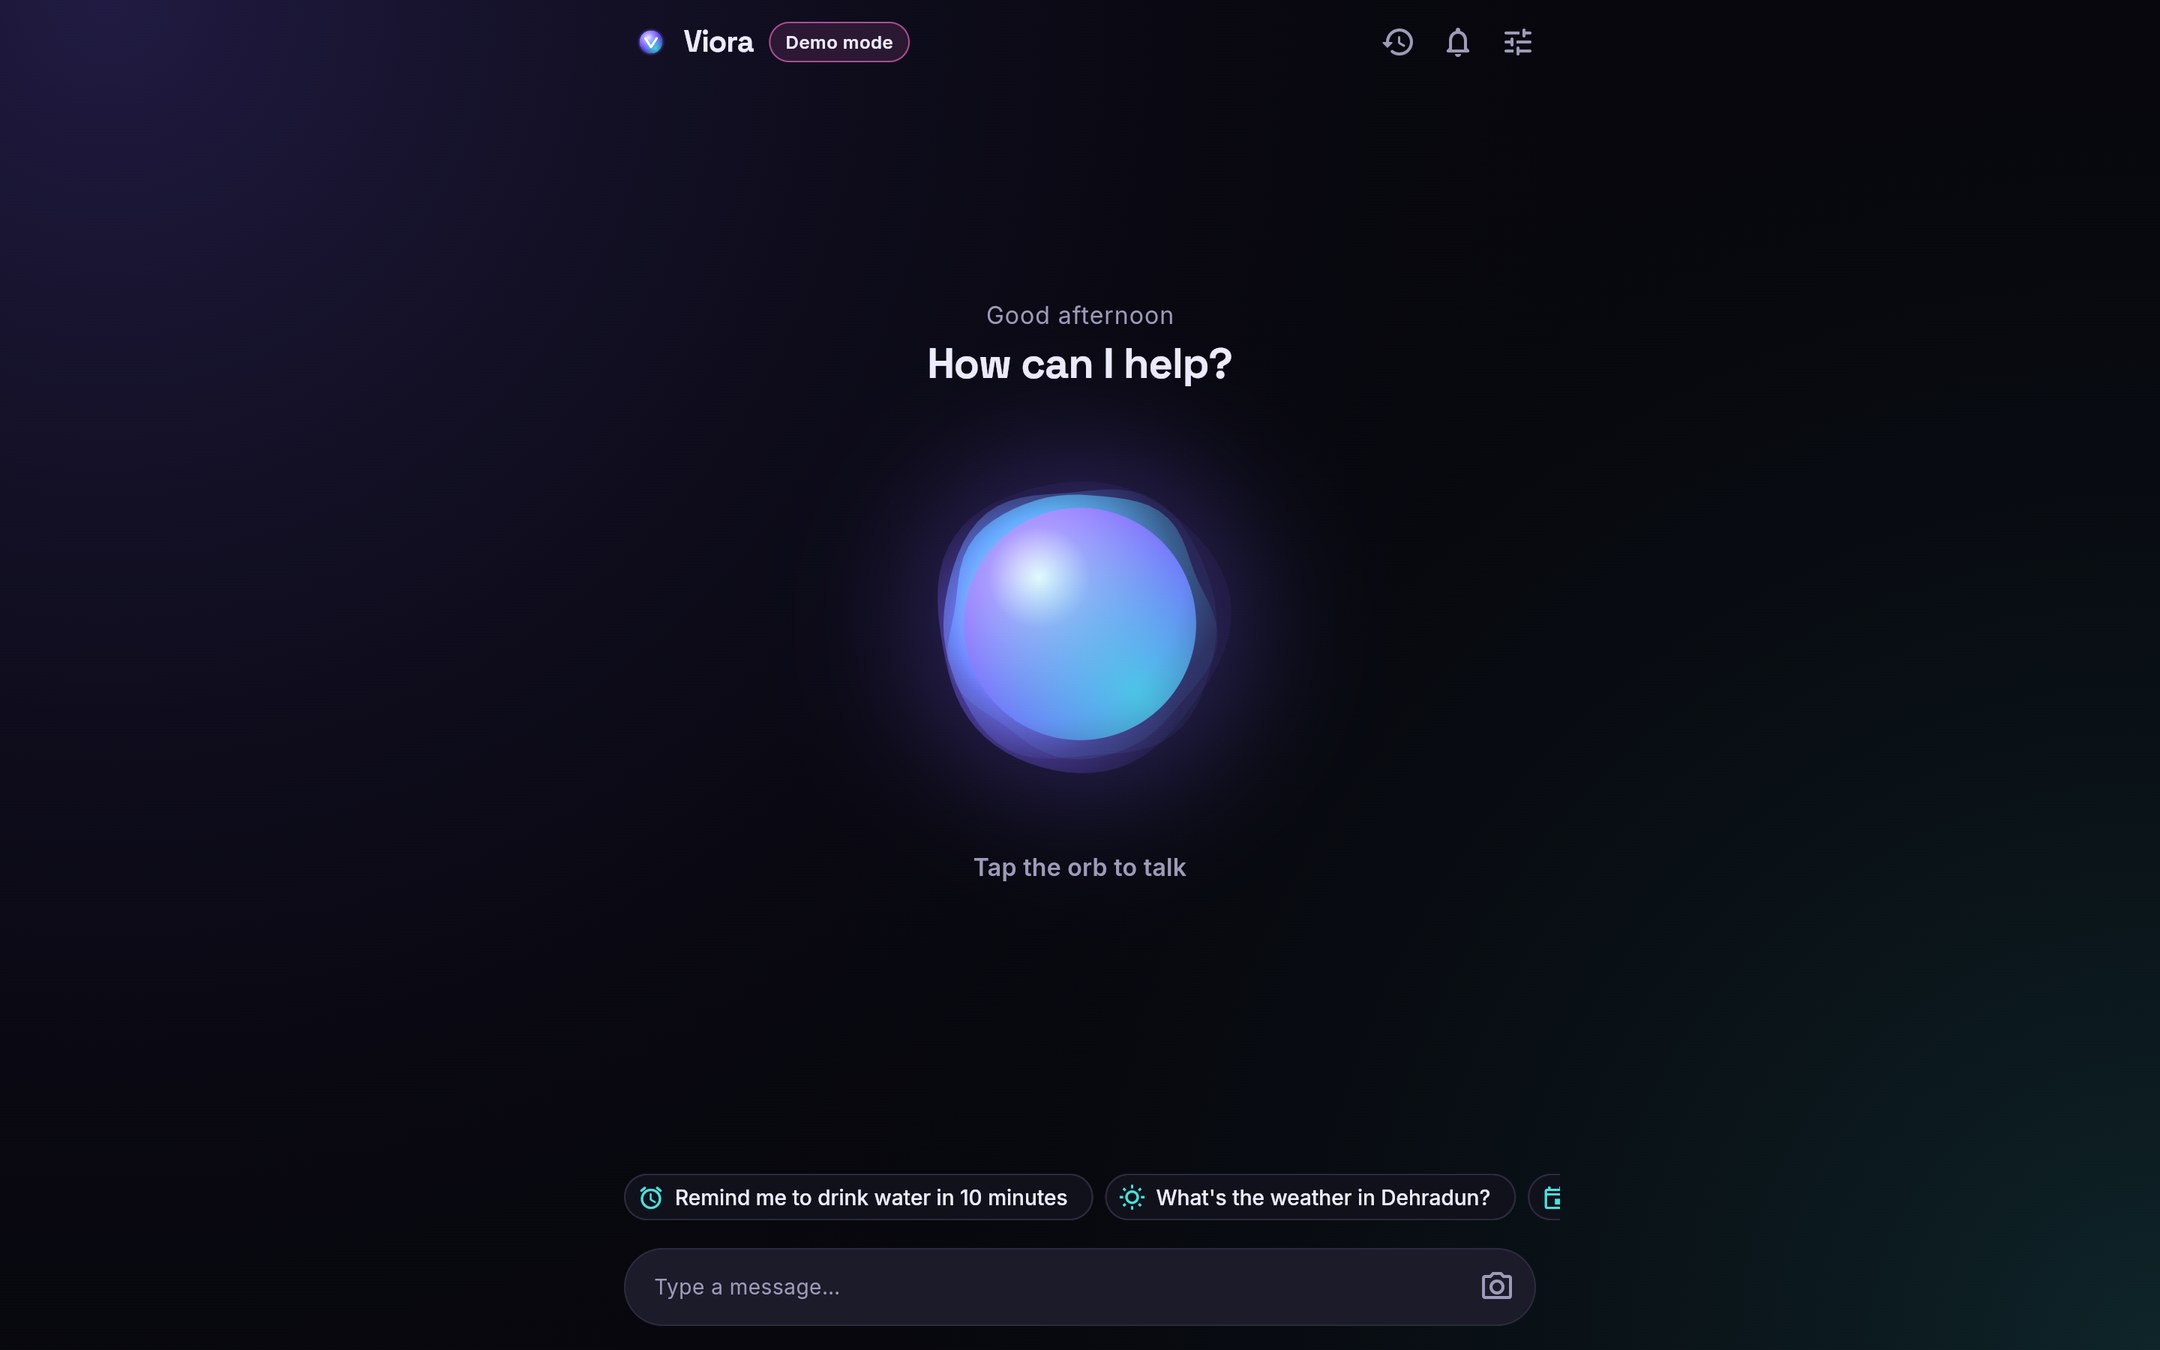 Viora
Demo mode
Good afternoon
How can I help?
Tap the orb to talk
Remind me to drink water in 10 minutes
What's the weather in Dehradun?
Type a message...